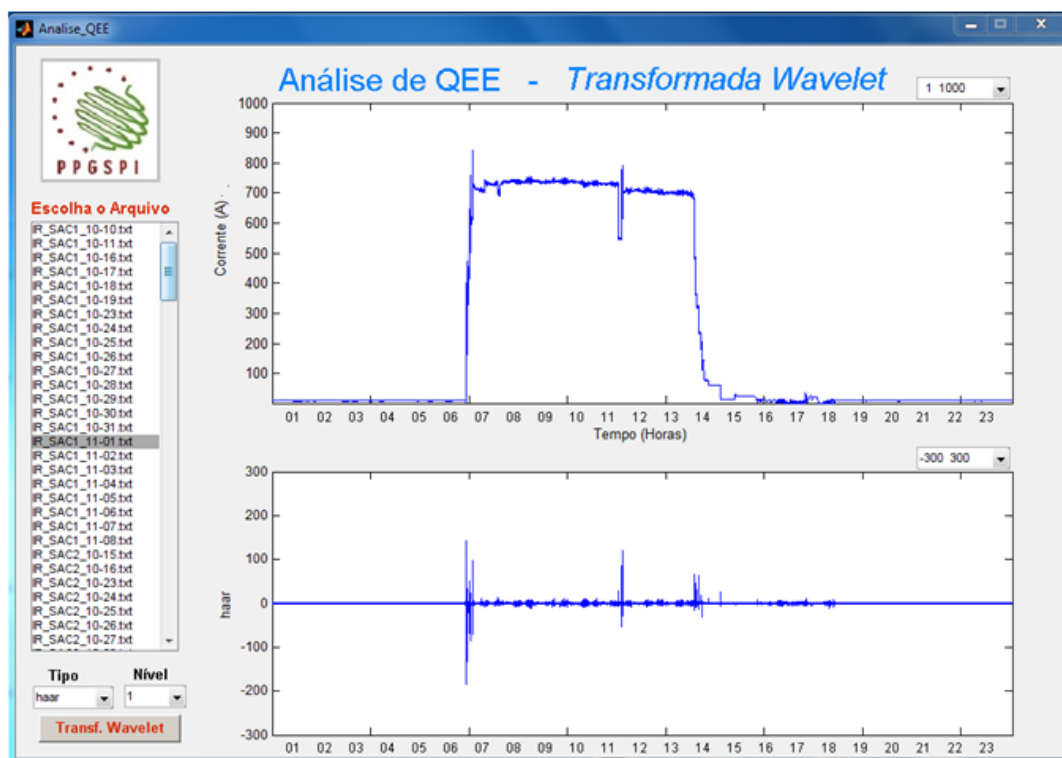 Analise_QEE
PPGSPI
Análise de QEE - Transformada Wavelet
1 1000
Escolha o Arquivo
IR_SAC1_10-10.txt
IR_SAC1_10-11.txt
IR_SAC1_10-16.txt
IR_SAC1_10-17.txt
IR_SAC1_10-18.txt
IR_SAC1_10-19.txt
IR_SAC1_10-23.txt
IR_SAC1_10-24.txt
IR_SAC1_10-25.txt
IR_SAC1_10-26.txt
IR_SAC1_10-27.txt
IR_SAC1_10-28.txt
IR_SAC1_10-29.txt
IR_SAC1_10-30.txt
IR_SAC1_10-31.txt
IR_SAC1_11-01.txt
IR_SAC1_11-02.txt
IR_SAC1_11-03.txt
IR_SAC1_11-04.txt
IR_SAC1_11-05.txt
IR_SAC1_11-06.txt
IR_SAC1_11-07.txt
IR_SAC1_11-08.txt
IR_SAC2_10-15.txt
IR_SAC2_10-16.txt
IR_SAC2_10-23.txt
IR_SAC2_10-24.txt
IR_SAC2_10-25.txt
IR_SAC2_10-26.txt
IR_SAC2_10-27.txt
Tipo Nível
haar 1
Transf. Wavelet
Corrente (A)
1000
900
800
700
600
500
400
300
200
100
01 02 03 04 05 06 07 09 10 11 12 13 14 15 16 17 18 19 20 21 22 23
Tempo (Horas)
-300 300
haar
300
200
100
0
-100
-200
-300
01 02 03 04 05 06 07 09 10 11 12 13 14 15 16 17 18 19 20 21 22 23